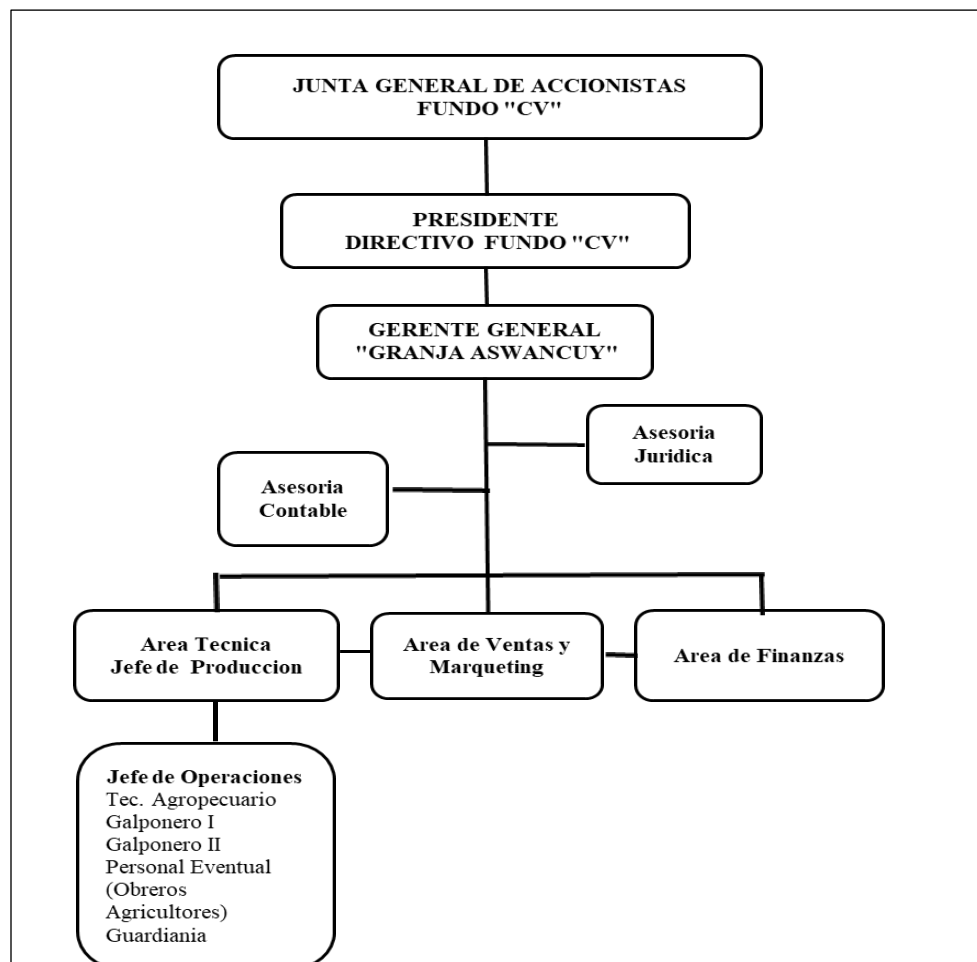 JUNTA GENERAL DE ACCIONISTAS
FUNDO "CV"
PRESIDENTE
DIRECTIVO FUNDO "CV"
GERENTE GENERAL
"GRANJA ASWANCUY"
Asesoria
Juridica
Asesoria
Contable
Area Tecnica
Jefe de Produccion
Area de Ventas y
Marqueting
Area de Finanzas
Jefe de Operaciones
Tec. Agropecuario
Galponero I
Galponero II
Personal Eventual
(Obreros
Agricultores)
Guardiania